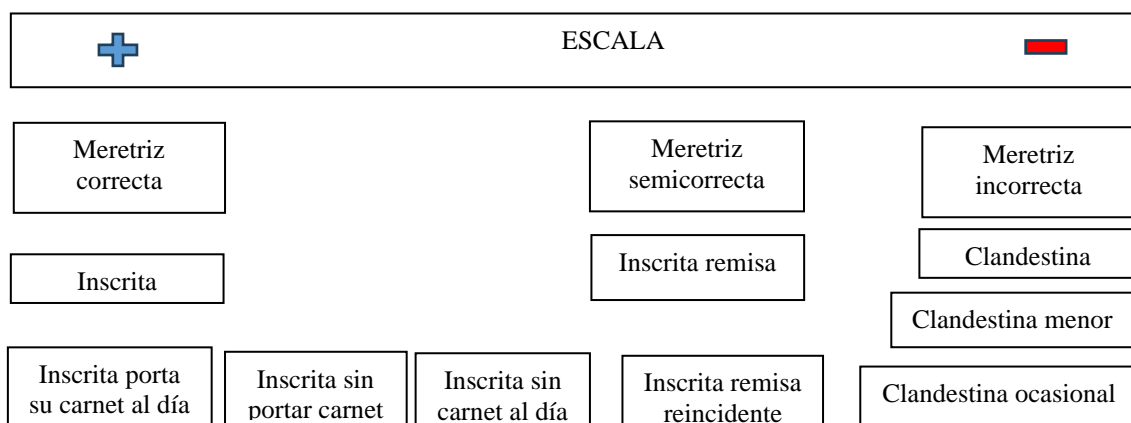 ESCALA
Meretriz
correcta
Meretriz
semicorrecta
Meretriz
incorrecta
Inscrita
Inscrita remisa
Clandestina
Clandestina menor
Inscrita porta
su carnet al día
Inscrita sin
portar carnet
Inscrita sin
carnet al día
Inscrita remisa
reincidente
Clandestina ocasional